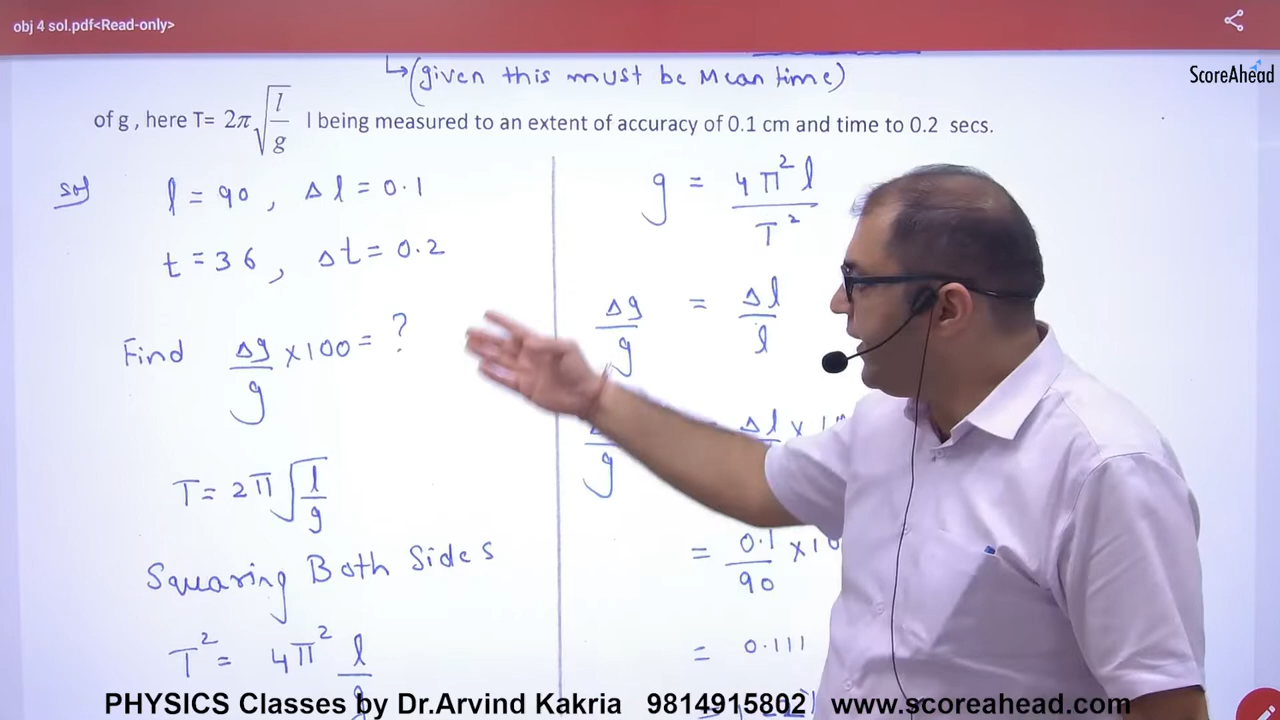 obj 4 sol.pdf<Read-only>
ScoreAhead
↳(given this must be Mean time)
of g , here T= 2π√(l/g) l being measured to an extent of accuracy of 0.1 cm and time to 0.2 secs.
sol
l = 90 , Δl = 0.1
t = 36 , Δt = 0.2
Find Δg/g ×100 = ?
T = 2π√(l/g)
Squaring Both Sides
T² = 4π² l/g
g = 4π²l/T²
Δg/g = Δl/l
g = Δl ×
= 0.1/90 ×
= 0.111
PHYSICS Classes by Dr.Arvind Kakria 9814915802 www.scoreahead.com